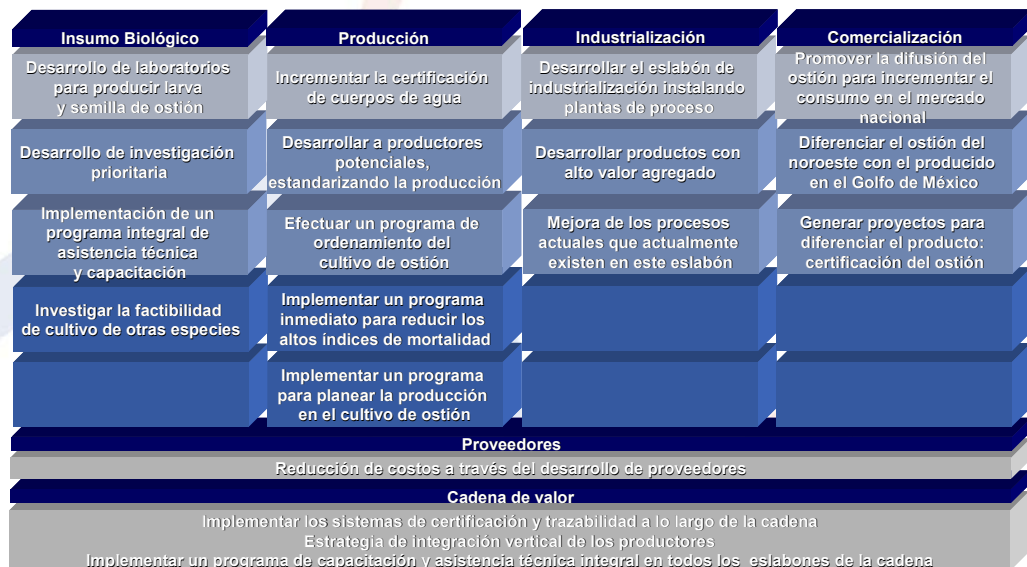 Insumo Biológico
Desarrollo de laboratorios
para producir larva
y semilla de ostión
Desarrollo de investigación
prioritaria
Implementación de un
programa integral de
asistencia técnica
y capacitación
Investigar la factibilidad
de cultivo de otras especies
Producción
Incrementar la certificación
de cuerpos de agua
Desarrollar a productores
potenciales,
estandarizando la producción
Efectuar un programa de
ordenamiento del
cultivo de ostión
Implementar un programa
inmediato para reducir los
altos índices de mortalidad
Implementar un programa
para planear la producción
en el cultivo de ostión
Industrialización
Desarrollar el eslabón de
industrialización instalando
plantas de proceso
Desarrollar productos con
alto valor agregado
Mejora de los procesos
actuales que actualmente
existen en este eslabón
Comercialización
Promover la difusión del
ostión para incrementar el
consumo en el mercado
nacional
Diferenciar el ostión del
noroeste con el producido
en el Golfo de México
Generar proyectos para
diferenciar el producto:
certificación del ostión
Proveedores
Reducción de costos a través del desarrollo de proveedores
Cadena de valor
Implementar los sistemas de certificación y trazabilidad a lo largo de la cadena
Estrategia de integración vertical de los productores
Implementar un programa de capacitación y asistencia técnica integral en todos los eslabones de la cadena